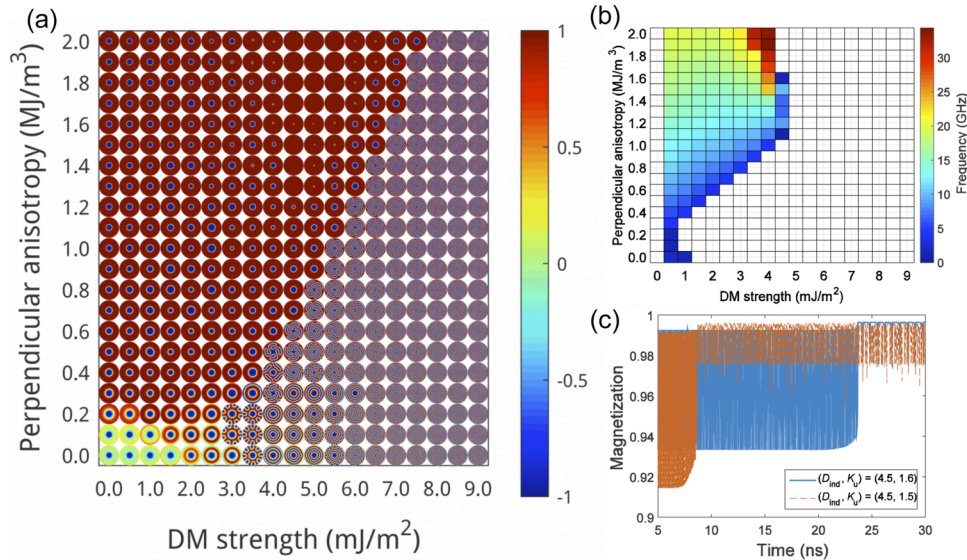 (a)
Perpendicular anisotropy (MJ/m³)
2.0
1.8
1.6
1.4
1.2
1.0
0.8
0.6
0.4
0.2
0.0
0.0 1.0 2.0 3.0 4.0 5.0 6.0 7.0 8.0 9.0
DM strength (mJ/m²)
1
0.5
0
-0.5
-1
(b)
Perpendicular anisotropy (MJ/m³)
2.0
1.8
1.6
1.4
1.2
1.0
0.8
0.6
0.4
0.2
0.0
0 1 2 3 4 5 6 7 8 9
DM strength (mJ/m²)
30
25
20
15
10
5
0
Frequency (GHz)
(c)
Magnetization
1
0.98
0.96
0.94
0.92
0.9
5 10 15 20 25 30
Time (ns)
(D_ind, K_u) = (4.5, 1.6)
(D_ind, K_u) = (4.5, 1.5)